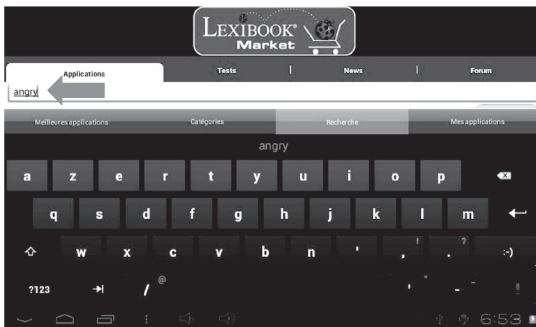 LEXIBOOK®
Market
Applications Tests | News | Forum
angry
Meilleures applications Catégories Recherche Mes applications
angry
a z e r t y u i o p
q s d f g h j k l m
w x c v b n ' , ! . ? :-)
?123 / @ ' " - _ !
6:53